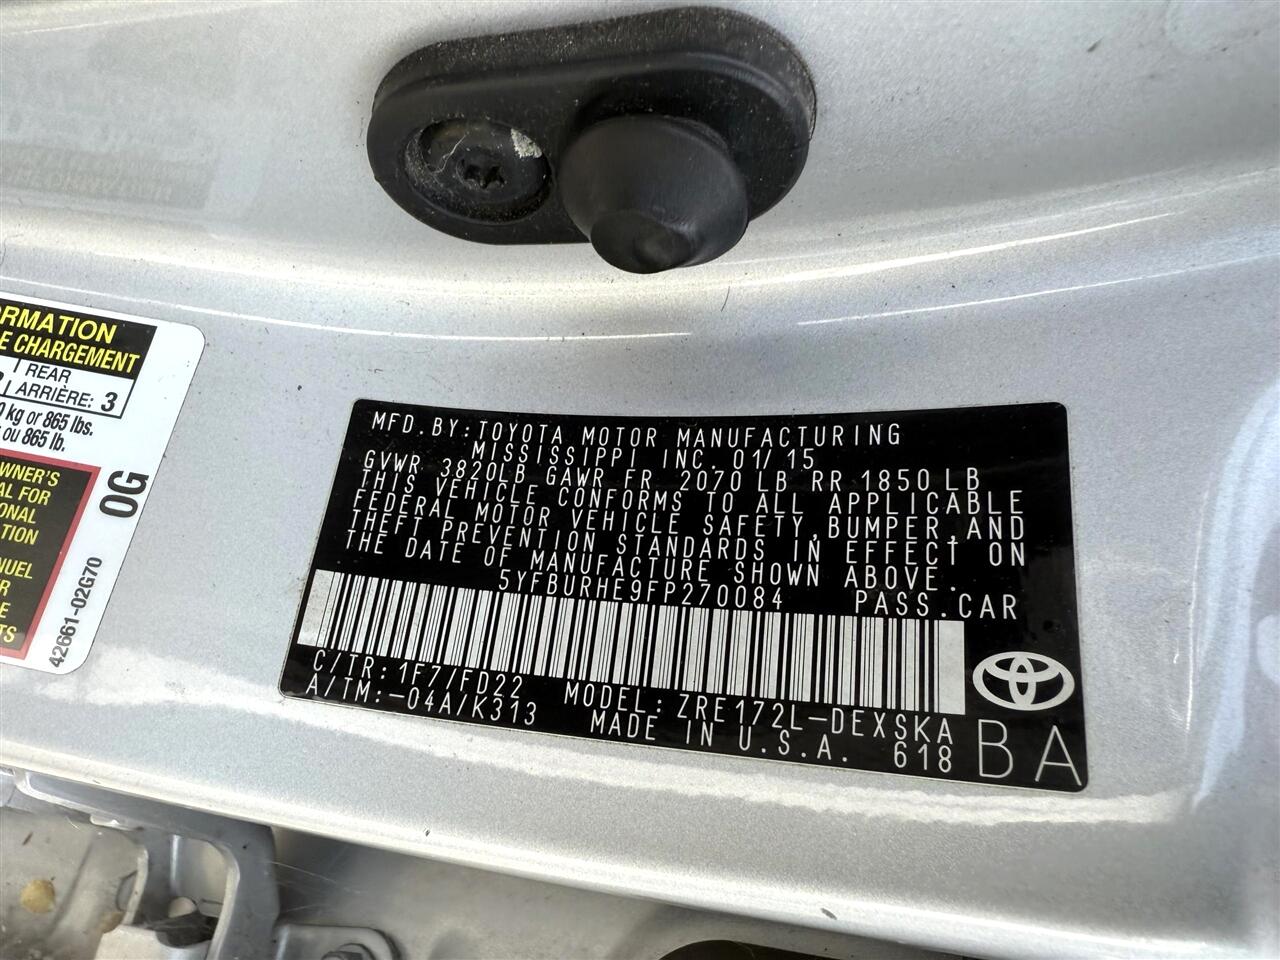 ORMATION
E CHARGEMENT
REAR
ARRIÈRE: 3
kg or 865 lbs.
ou 865 lb.
WNER'S
AL FOR
ONAL
TION
NUEL
R
E
TS
0G
42661-02G70
MFD. BY: TOYOTA MOTOR MANUFACTURING
MISSISSIPPI INC. 01/15
GVWR 3820LB GAWR FR 2070 LB RR 1850 LB
THIS VEHICLE CONFORMS TO ALL APPLICABLE
FEDERAL MOTOR VEHICLE SAFETY, BUMPER, AND
THEFT PREVENTION STANDARDS IN EFFECT ON
THE DATE OF MANUFACTURE SHOWN ABOVE.
5YFBURHE9FP270084 PASS.CAR
C/TR: 1F7/FD22 MODEL: ZRE172L-DEXSKA
A/TM: -04A/K313 MADE IN U.S.A. 618
BA